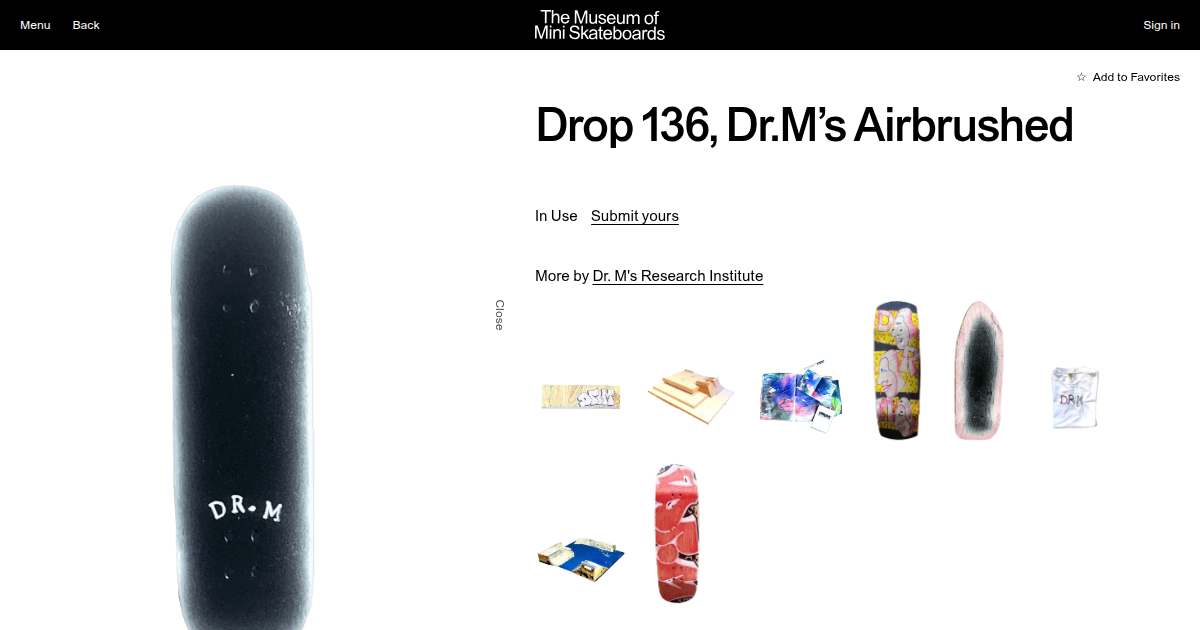 Menu
Back
The Museum of
Mini Skateboards
Sign in
☆ Add to Favorites
Drop 136, Dr.M’s Airbrushed
In Use Submit yours
More by Dr. M's Research Institute
Close
DR.M
DRM